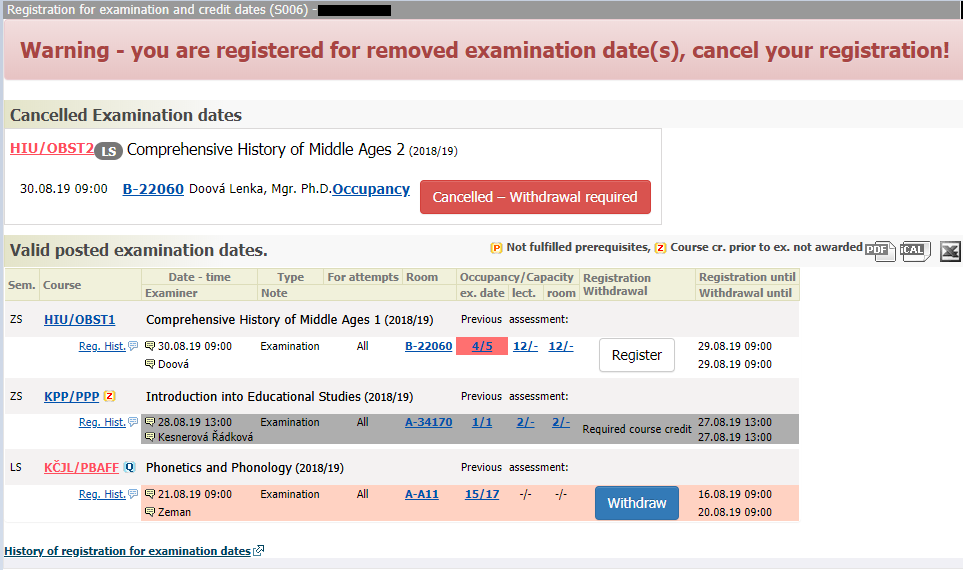 Registration for examination and credit dates (S006) -
Warning - you are registered for removed examination date(s), cancel your registration!
Cancelled Examination dates
HIU/OBST2 LS Comprehensive History of Middle Ages 2 (2018/19)
30.08.19 09:00 B-22060 Doová Lenka, Mgr. Ph.D.Occupancy Cancelled – Withdrawal required
Valid posted examination dates. P Not fulfilled prerequisites, Z Course cr. prior to ex. not awarded PDF iCAL X
Sem. Course Date - time Type For attempts Room Occupancy/Capacity Registration Registration until
Examiner Note ex. date lect. room Withdrawal Withdrawal until
ZS HIU/OBST1 Comprehensive History of Middle Ages 1 (2018/19) Previous assessment:
Reg. Hist. 30.08.19 09:00 Examination All B-22060 4/5 12/- 12/- Register 29.08.19 09:00
Doová 29.08.19 09:00
ZS KPP/PPP Z Introduction into Educational Studies (2018/19) Previous assessment:
Reg. Hist. 28.08.19 13:00 Examination All A-34170 1/1 2/- 2/- Required course credit 27.08.19 13:00
Kesnerová Řádková 27.08.19 13:00
LS KČJL/PBAFF Q Phonetics and Phonology (2018/19) Previous assessment:
Reg. Hist. 21.08.19 09:00 Examination All A-A11 15/17 -/- -/- Withdraw 16.08.19 09:00
Zeman 20.08.19 09:00
History of registration for examination dates